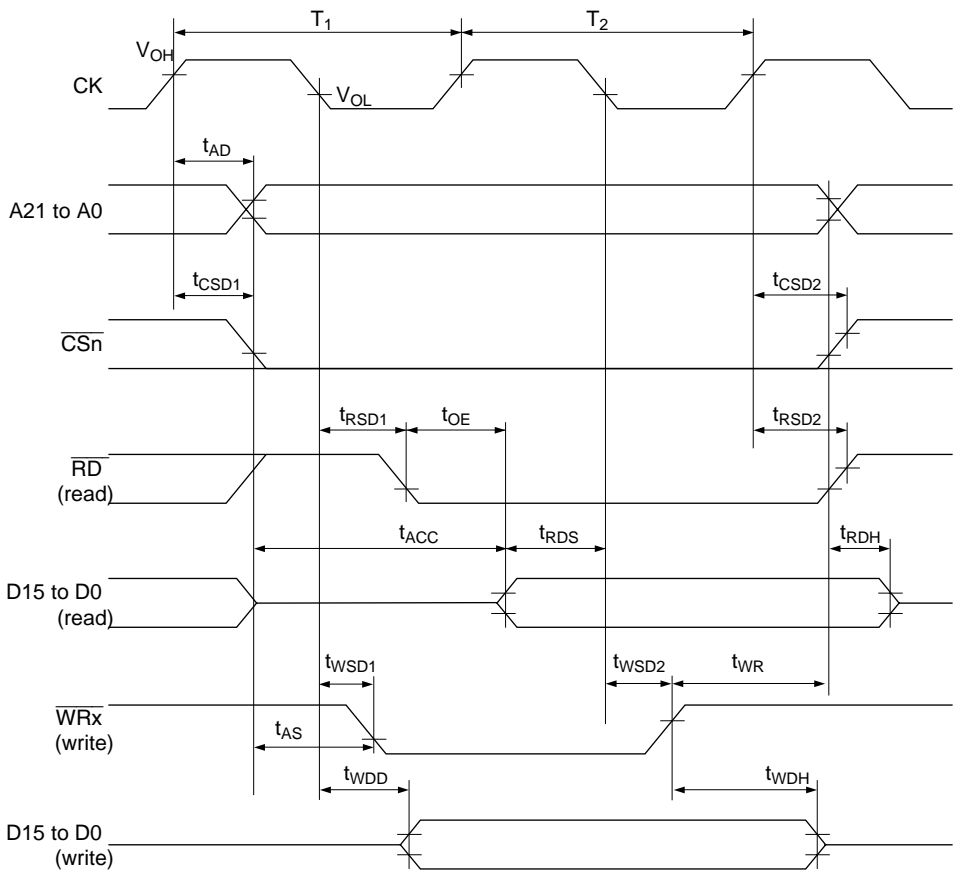 T1 T2
VOH
CK
VOL
tAD
A21 to A0
tCSD1 tCSD2
CSn
tRSD1 tOE tRSD2
RD
(read)
tACC tRDS tRDH
D15 to D0
(read)
tWSD1 tWSD2 tWR
WRx
(write)
tAS
tWDD tWDH
D15 to D0
(write)